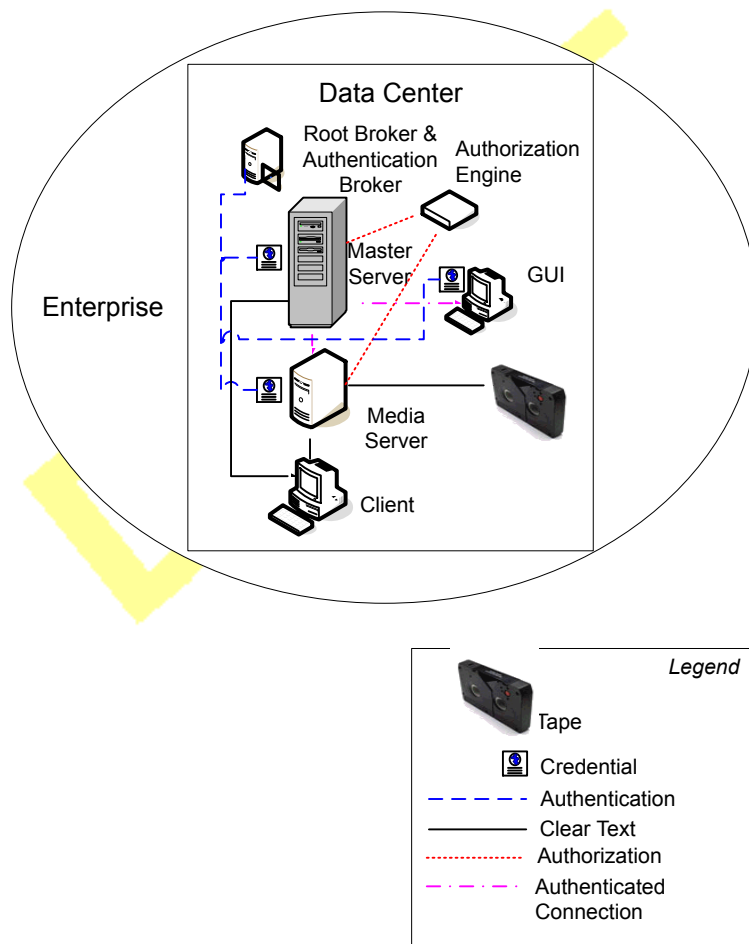 Data Center
Root Broker &
Authentication
Broker
Authorization
Engine
Master
Server
GUI
Enterprise
Media
Server
Client
Legend
Tape
Credential
Authentication
Clear Text
Authorization
Authenticated
Connection